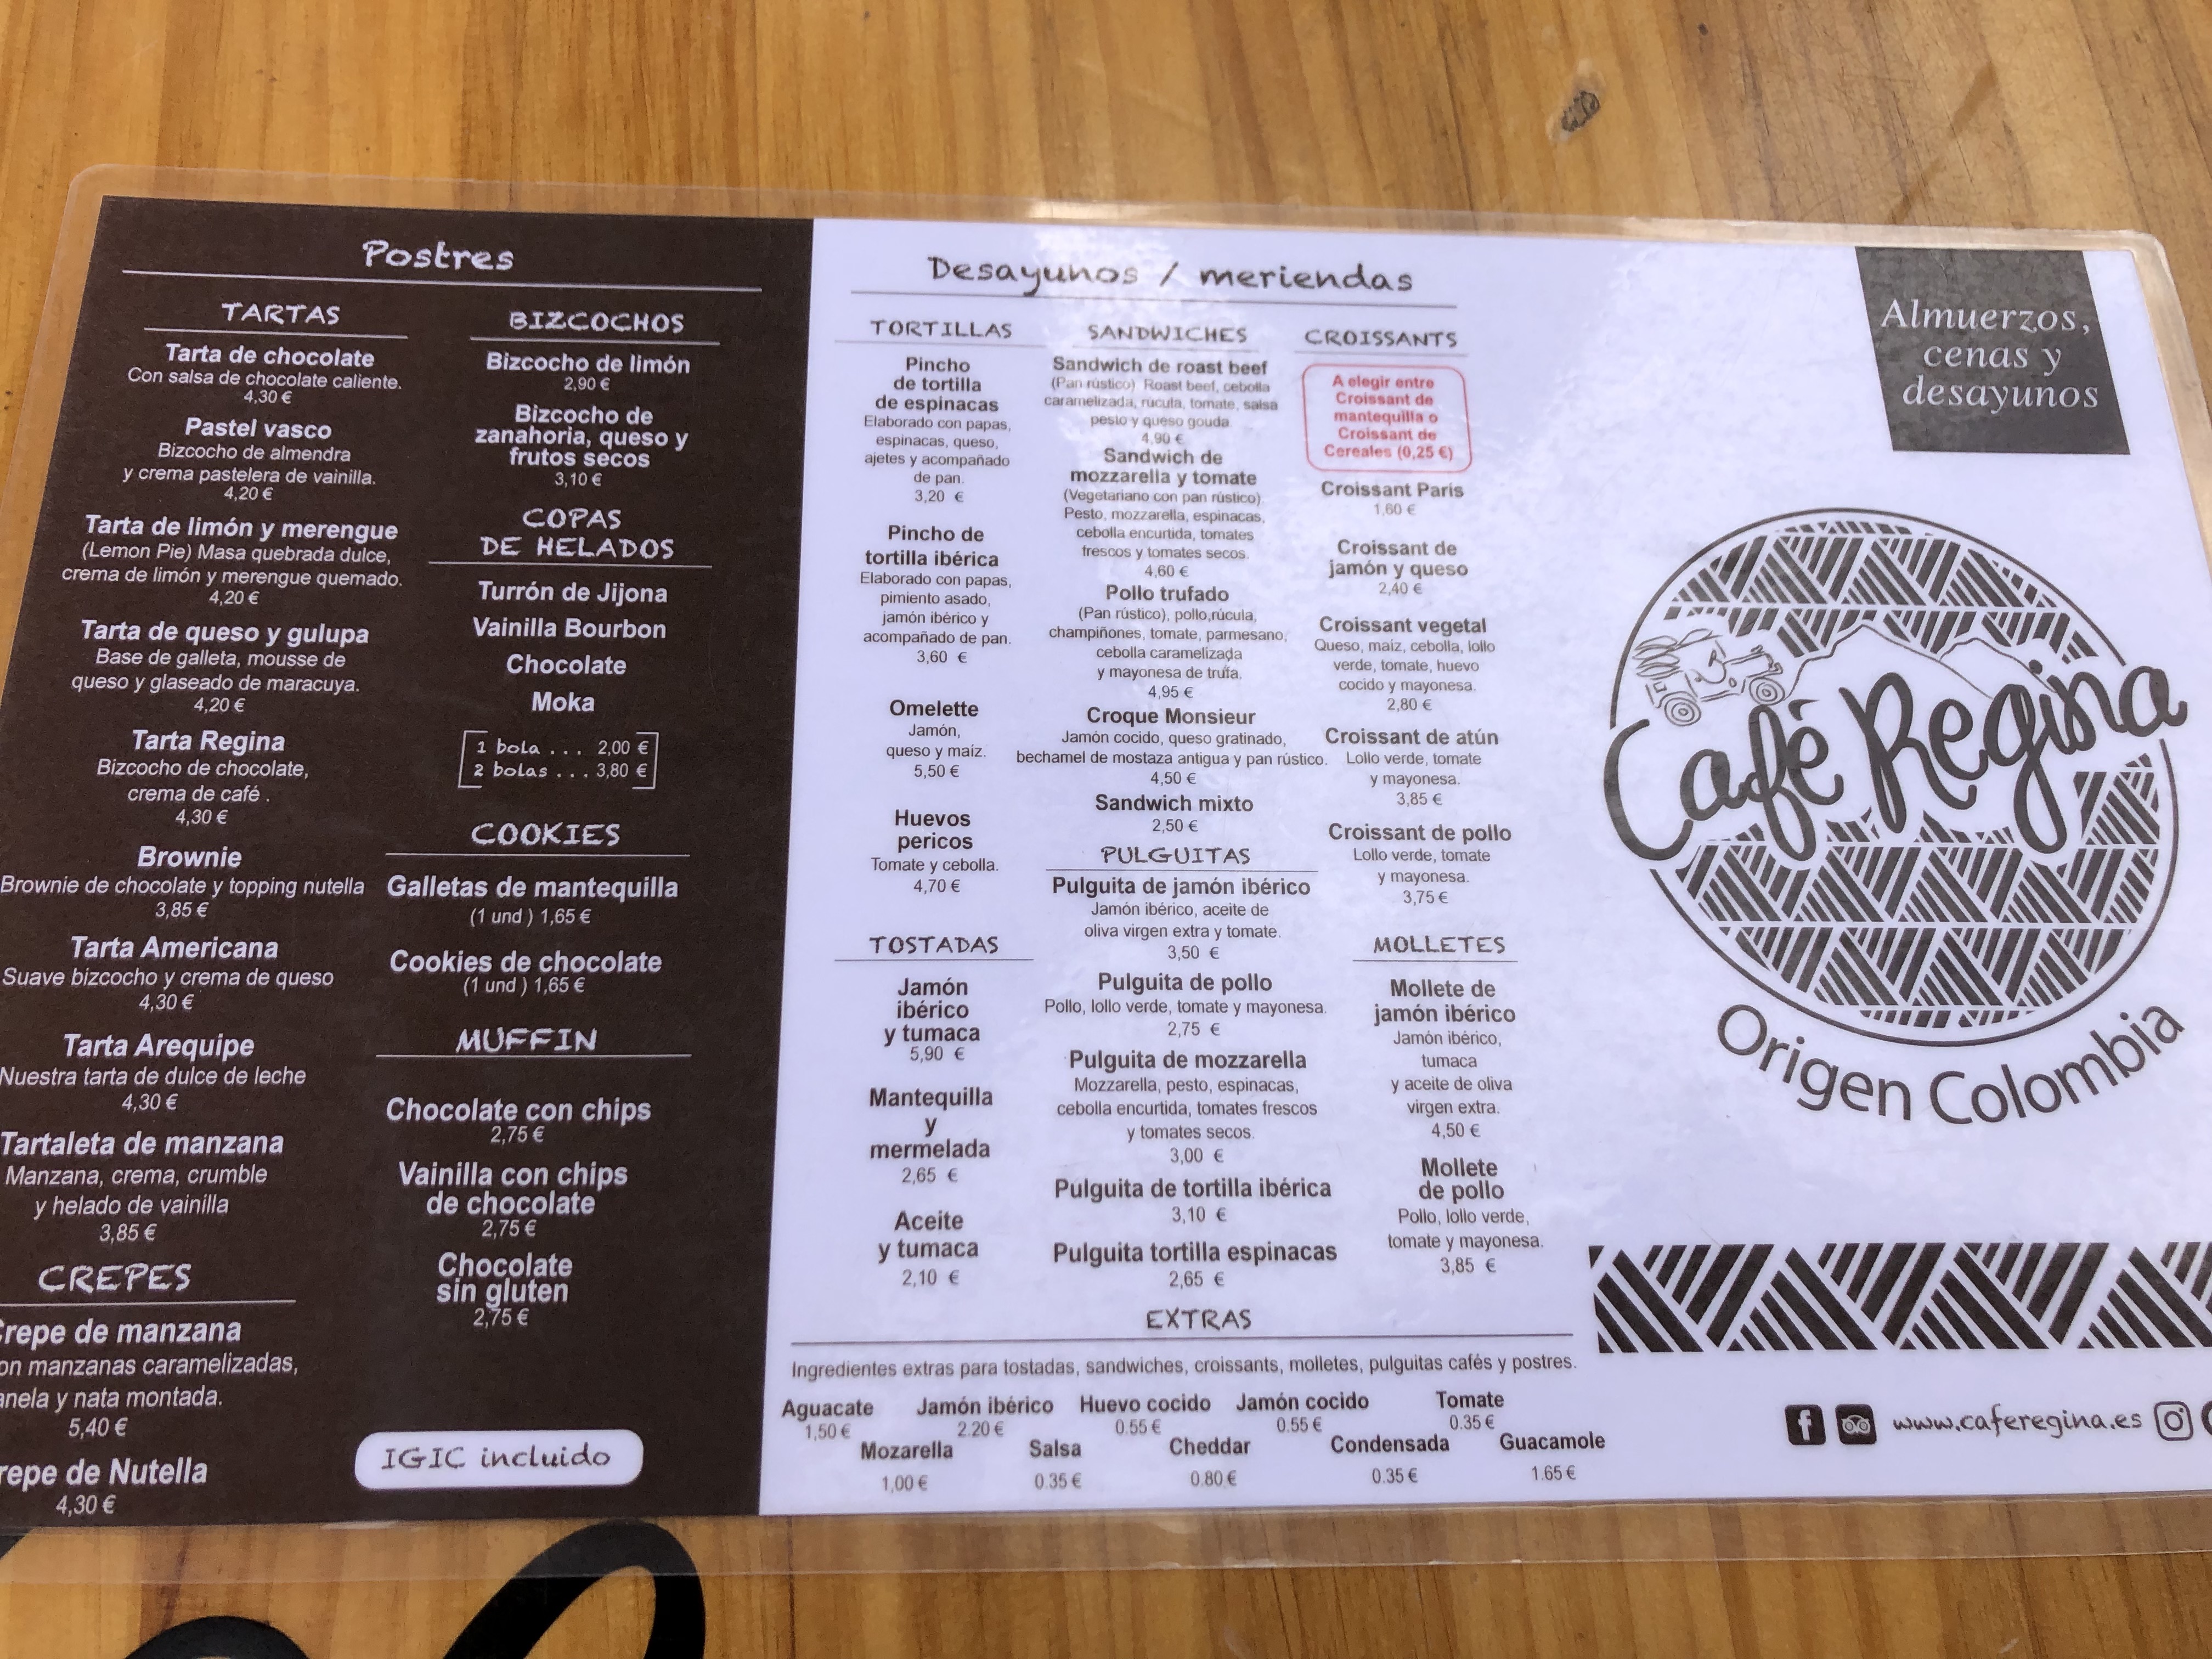 Postres
TARTAS
Tarta de chocolate
Con salsa de chocolate caliente.
4,30 €
Pastel vasco
Bizcocho de almendra
y crema pastelera de vainilla.
4,20 €
Tarta de limón y merengue
(Lemon Pie) Masa quebrada dulce,
crema de limón y merengue quemado.
4,20 €
Tarta de queso y gulupa
Base de galleta, mousse de
queso y glaseado de maracuya.
4,20 €
Tarta Regina
Bizcocho de chocolate,
crema de café .
4,30 €
Brownie
Brownie de chocolate y topping nutella
3,85 €
Tarta Americana
Suave bizcocho y crema de queso
4,30 €
Tarta Arequipe
Nuestra tarta de dulce de leche
4,30 €
Tartaleta de manzana
Manzana, crema, crumble
y helado de vainilla
3,85 €
CREPES
Crepe de manzana
on manzanas caramelizadas,
anela y nata montada.
5,40 €
repe de Nutella
4,30 €
BIZCOCHOS
Bizcocho de limón
2,90 €
Bizcocho de
zanahoria, queso y
frutos secos
3,10 €
COPAS
DE HELADOS
Turrón de Jijona
Vainilla Bourbon
Chocolate
Moka
1 bola ... 2,00 €
2 bolas ... 3,80 €
COOKIES
Galletas de mantequilla
(1 und ) 1,65 €
Cookies de chocolate
(1 und ) 1,65 €
MUFFIN
Chocolate con chips
2,75 €
Vainilla con chips
de chocolate
2,75 €
Chocolate
sin gluten
2,75 €
IGIC incluido
Desayunos / meriendas
TORTILLAS
Pincho
de tortilla
de espinacas
Elaborado con papas,
espinacas, queso,
ajetes y acompañado
de pan.
3,20 €
Pincho de
tortilla ibérica
Elaborado con papas,
pimiento asado,
jamón ibérico y
acompañado de pan.
3,60 €
Omelette
Jamón,
queso y maíz.
5,50 €
Huevos
pericos
Tomate y cebolla.
4,70 €
TOSTADAS
Jamón
ibérico
y tumaca
5,90 €
Mantequilla
y
mermelada
2,65 €
Aceite
y tumaca
2,10 €
SANDWICHES
Sandwich de roast beef
(Pan rústico) Roast beef, cebolla
caramelizada, rucula, tomate, salsa
pesto y queso gouda
4,90 €
Sandwich de
mozzarella y tomate
(Vegetariano con pan rústico)
Pesto, mozzarella, espinacas,
cebolla encurtida, tomates
frescos y tomates secos.
4,60 €
Pollo trufado
(Pan rústico), pollo,rúcula,
champiñones, tomate, parmesano,
cebolla caramelizada
y mayonesa de trufa.
4,95 €
Croque Monsieur
Jamón cocido, queso gratinado,
bechamel de mostaza antigua y pan rústico.
4,50 €
Sandwich mixto
2,50 €
PULGUITAS
Pulguita de jamón ibérico
Jamón ibérico, aceite de
oliva virgen extra y tomate.
3,50 €
Pulguita de pollo
Pollo, lollo verde, tomate y mayonesa.
2,75 €
Pulguita de mozzarella
Mozzarella, pesto, espinacas,
cebolla encurtida, tomates frescos
y tomates secos.
3,00 €
Pulguita de tortilla ibérica
3,10 €
Pulguita tortilla espinacas
2,65 €
CROISSANTS
A elegir entre
Croissant de
mantequilla o
Croissant de
Cereales (0,25 €)
Croissant Paris
1,60 €
Croissant de
jamón y queso
2,40 €
Croissant vegetal
Queso, maíz, cebolla, lollo
verde, tomate, huevo
cocido y mayonesa.
2,80 €
Croissant de atún
Lollo verde, tomate
y mayonesa.
3,85 €
Croissant de pollo
Lollo verde, tomate
y mayonesa.
3,75 €
MOLLETES
Mollete de
jamón ibérico
Jamón ibérico,
tumaca
y aceite de oliva
virgen extra.
4,50 €
Mollete
de pollo
Pollo, lollo verde,
tomate y mayonesa.
3,85 €
EXTRAS
Ingredientes extras para tostadas, sandwiches, croissants, molletes, pulguitas cafés y postres.
Aguacate Jamón ibérico Huevo cocido Jamón cocido Tomate
1,50 € 2.20 € 0.55 € 0.55 € 0.35 €
Mozarella Salsa Cheddar Condensada Guacamole
1,00 € 0.35 € 0.80 € 0.35 € 1.65 €
Almuerzos,
cenas y
desayunos
Café Regina
Origen Colombia
www.caferegina.es